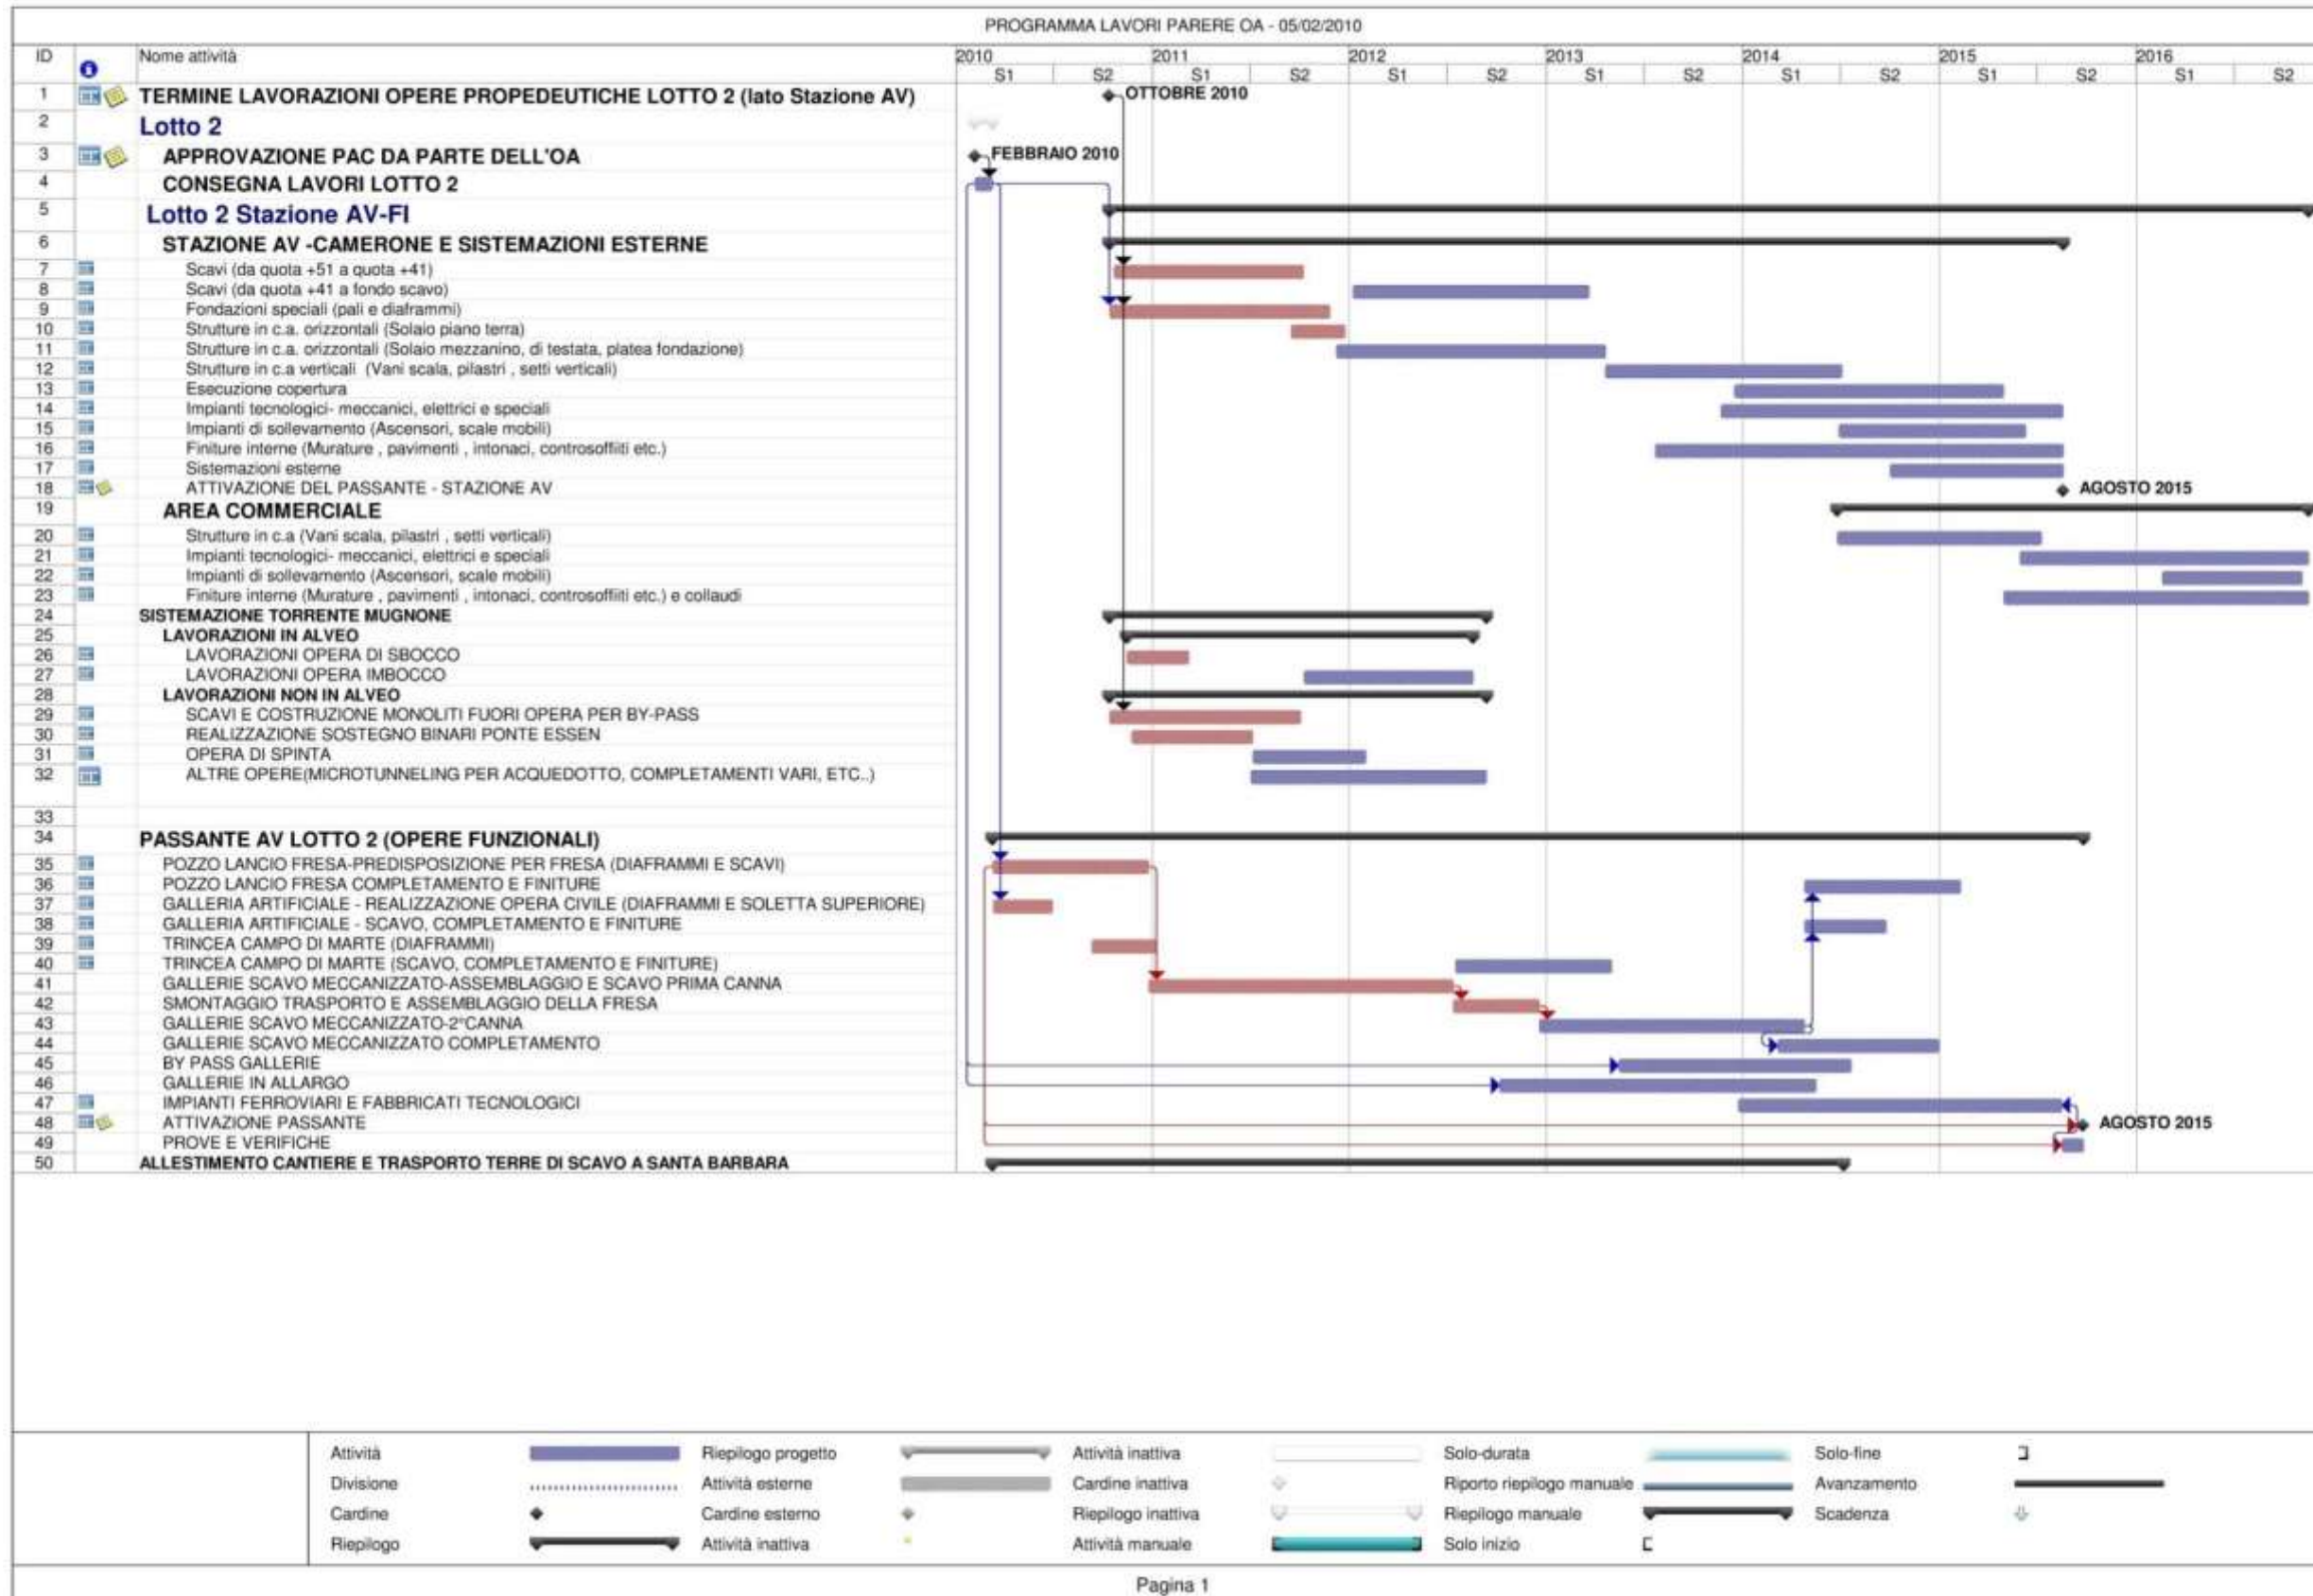 PROGRAMMA LAVORI PARERE OA - 05/02/2010
ID Nome attività 2010 2011 2012 2013 2014 2015 2016
S1 S2 S1 S2 S1 S2 S1 S2 S1 S2 S1 S2 S1 S2
1 TERMINE LAVORAZIONI OPERE PROPEDEUTICHE LOTTO 2 (lato Stazione AV) OTTOBRE 2010
2 Lotto 2
3 APPROVAZIONE PAC DA PARTE DELL'OA FEBBRAIO 2010
4 CONSEGNA LAVORI LOTTO 2
5 Lotto 2 Stazione AV-FI
6 STAZIONE AV -CAMERONE E SISTEMAZIONI ESTERNE
7 Scavi (da quota +51 a quota +41)
8 Scavi (da quota +41 a fondo scavo)
9 Fondazioni speciali (pali e diaframmi)
10 Strutture in c.a. orizzontali (Solaio piano terra)
11 Strutture in c.a. orizzontali (Solaio mezzanino, di testata, platea fondazione)
12 Strutture in c.a verticali (Vani scala, pilastri , setti verticali)
13 Esecuzione copertura
14 Impianti tecnologici- meccanici, elettrici e speciali
15 Impianti di sollevamento (Ascensori, scale mobili)
16 Finiture interne (Murature , pavimenti , intonaci, controsoffiiti etc.)
17 Sistemazioni esterne
18 ATTIVAZIONE DEL PASSANTE - STAZIONE AV AGOSTO 2015
19 AREA COMMERCIALE
20 Strutture in c.a (Vani scala, pilastri , setti verticali)
21 Impianti tecnologici- meccanici, elettrici e speciali
22 Impianti di sollevamento (Ascensori, scale mobili)
23 Finiture interne (Murature , pavimenti , intonaci, controsoffiiti etc.) e collaudi
24 SISTEMAZIONE TORRENTE MUGNONE
25 LAVORAZIONI IN ALVEO
26 LAVORAZIONI OPERA DI SBOCCO
27 LAVORAZIONI OPERA IMBOCCO
28 LAVORAZIONI NON IN ALVEO
29 SCAVI E COSTRUZIONE MONOLITI FUORI OPERA PER BY-PASS
30 REALIZZAZIONE SOSTEGNO BINARI PONTE ESSEN
31 OPERA DI SPINTA
32 ALTRE OPERE(MICROTUNNELING PER ACQUEDOTTO, COMPLETAMENTI VARI, ETC..)
33
34 PASSANTE AV LOTTO 2 (OPERE FUNZIONALI)
35 POZZO LANCIO FRESA-PREDISPOSIZIONE PER FRESA (DIAFRAMMI E SCAVI)
36 POZZO LANCIO FRESA COMPLETAMENTO E FINITURE
37 GALLERIA ARTIFICIALE - REALIZZAZIONE OPERA CIVILE (DIAFRAMMI E SOLETTA SUPERIORE)
38 GALLERIA ARTIFICIALE - SCAVO, COMPLETAMENTO E FINITURE
39 TRINCEA CAMPO DI MARTE (DIAFRAMMI)
40 TRINCEA CAMPO DI MARTE (SCAVO, COMPLETAMENTO E FINITURE)
41 GALLERIE SCAVO MECCANIZZATO-ASSEMBLAGGIO E SCAVO PRIMA CANNA
42 SMONTAGGIO TRASPORTO E ASSEMBLAGGIO DELLA FRESA
43 GALLERIE SCAVO MECCANIZZATO-2°CANNA
44 GALLERIE SCAVO MECCANIZZATO COMPLETAMENTO
45 BY PASS GALLERIE
46 GALLERIE IN ALLARGO
47 IMPIANTI FERROVIARI E FABBRICATI TECNOLOGICI
48 ATTIVAZIONE PASSANTE AGOSTO 2015
49 PROVE E VERIFICHE
50 ALLESTIMENTO CANTIERE E TRASPORTO TERRE DI SCAVO A SANTA BARBARA
Attività Riepilogo progetto Attività inattiva Solo-durata Solo-fine
Divisione Attività esterne Cardine inattiva Riporto riepilogo manuale Avanzamento
Cardine Cardine esterno Riepilogo inattiva Riepilogo manuale Scadenza
Riepilogo Attività inattiva Attività manuale Solo inizio
Pagina 1